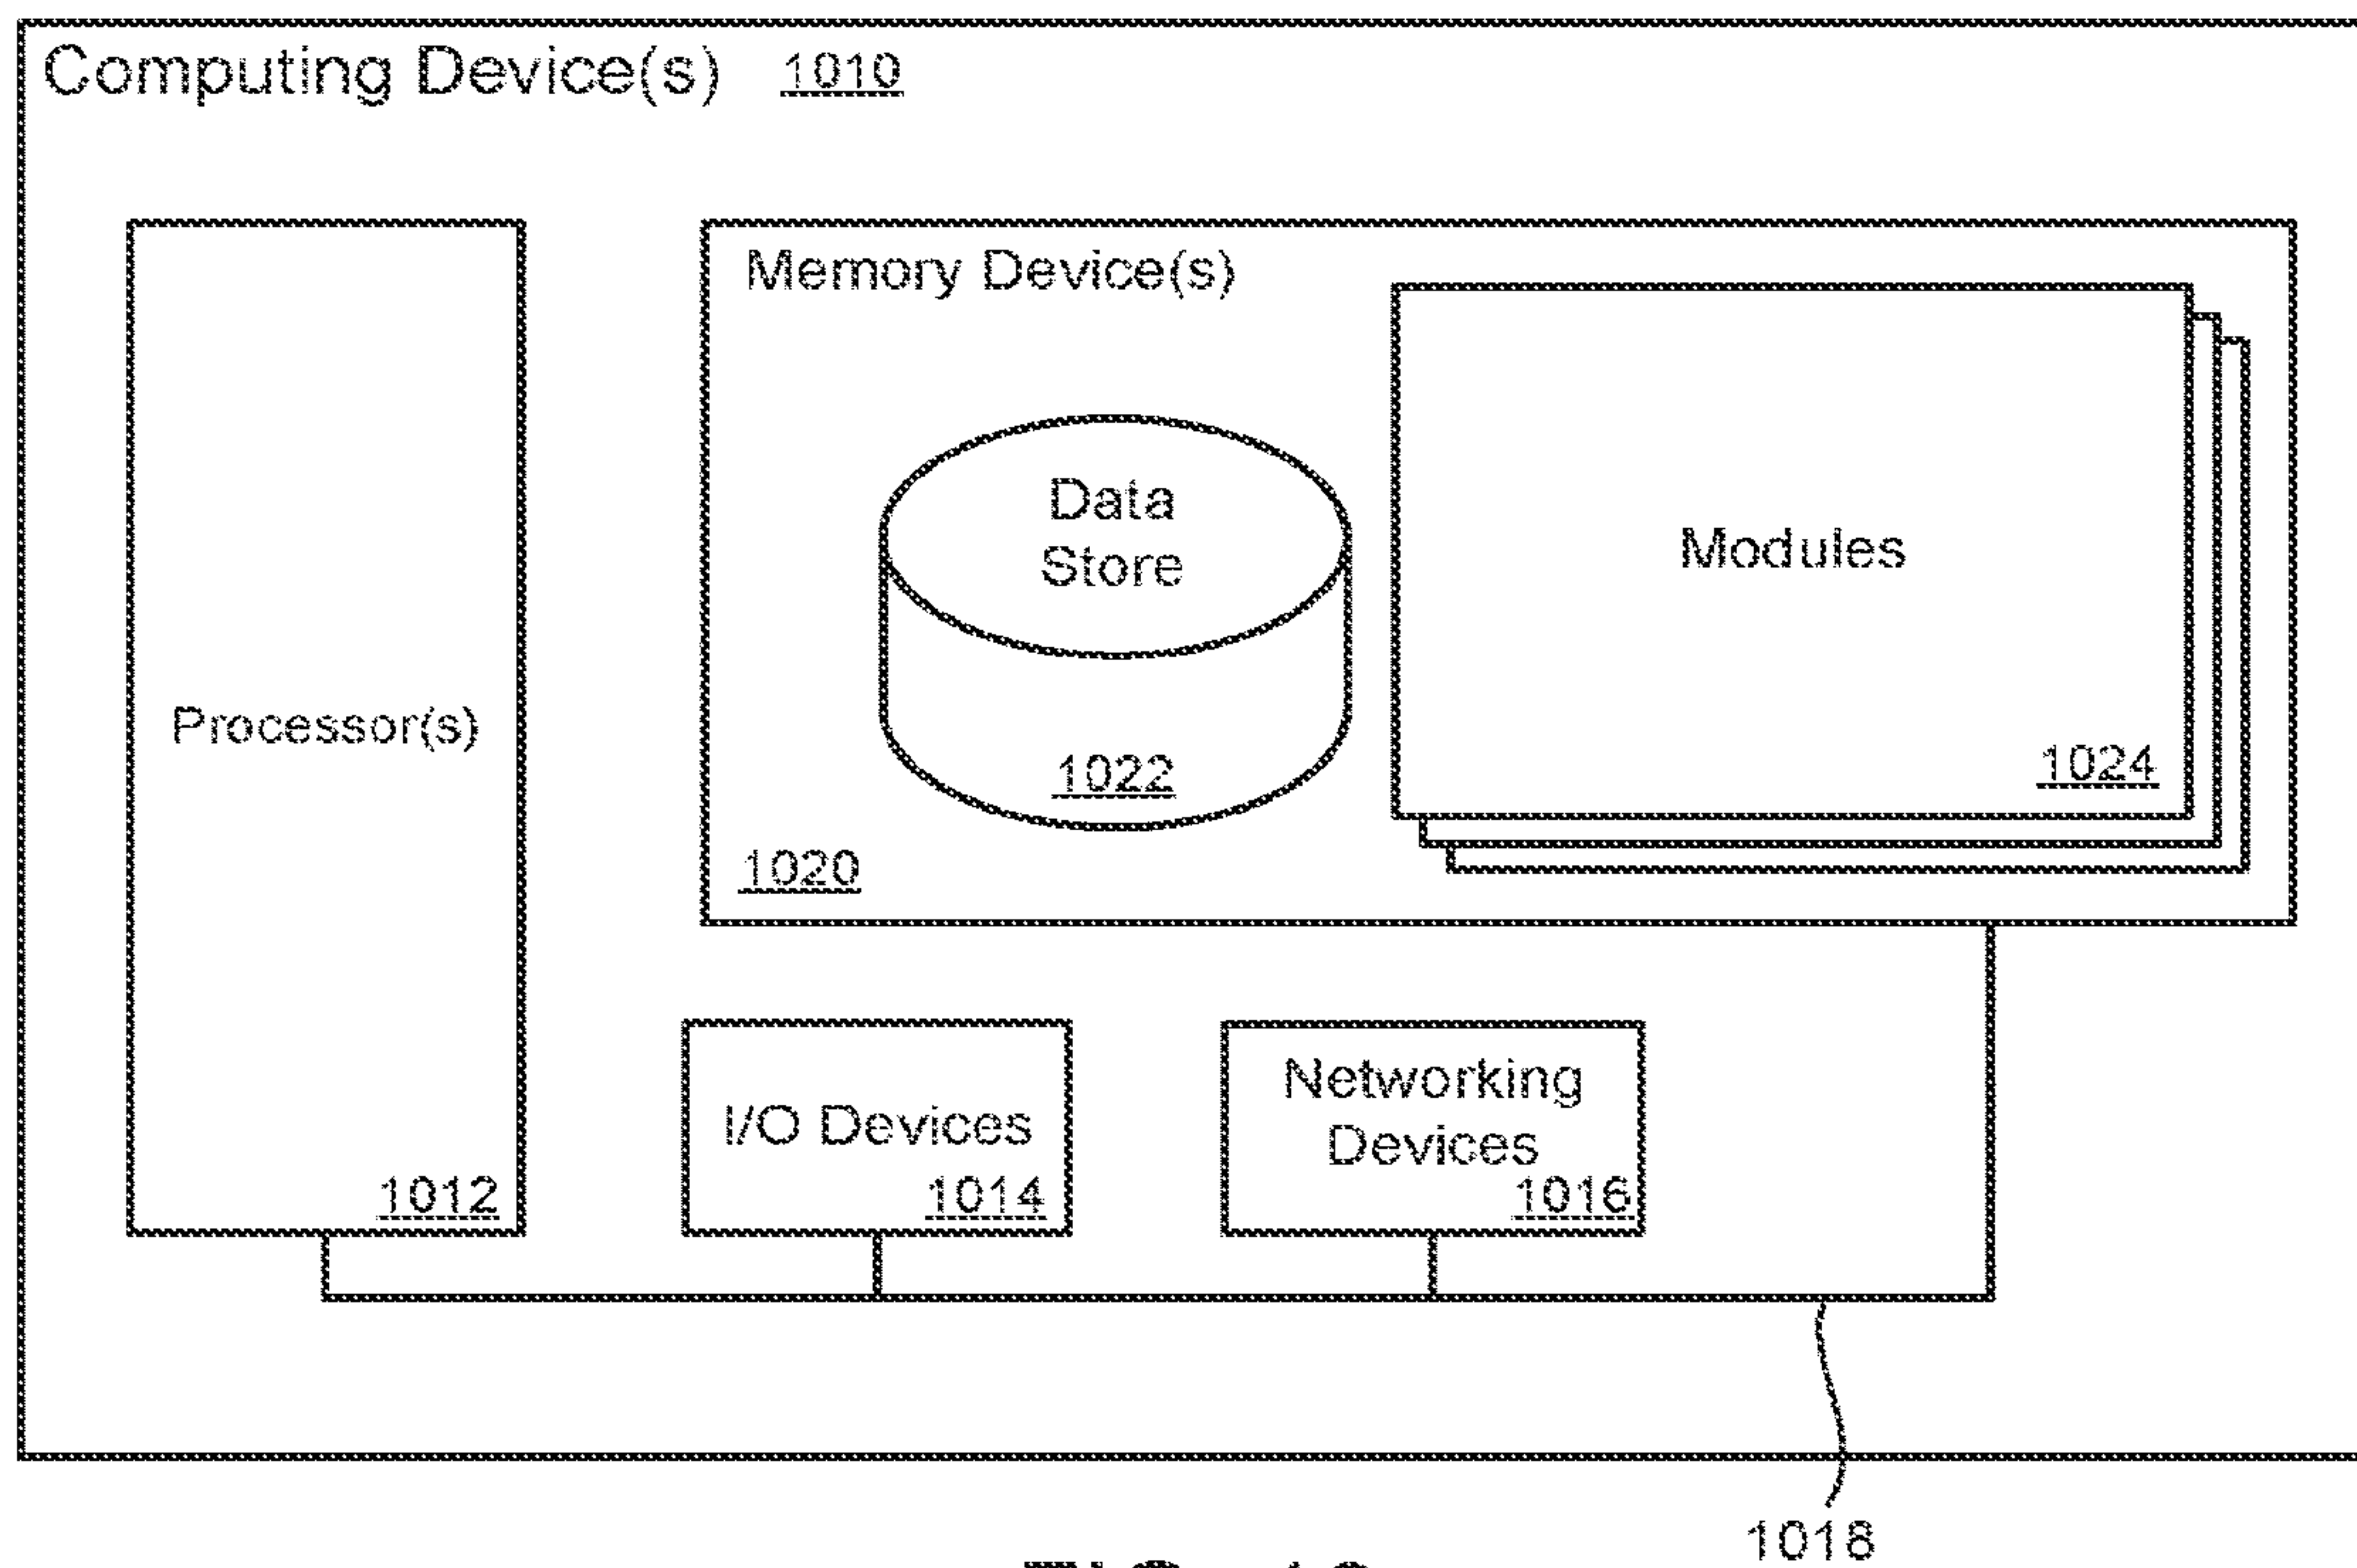 Computing Device(s) 1010
Memory Device(s)
Data
Store
Modules
Processor(s)
1022
1024
1020
Networking
I/O Devices
Devices
1012
1014
1016
1018